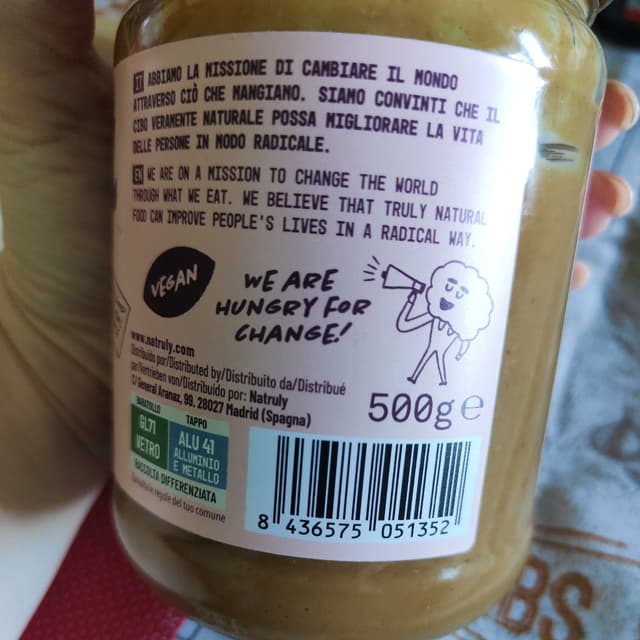 IT ABBIAMO LA MISSIONE DI CAMBIARE IL MONDO
ATTRAVERSO CIÒ CHE MANGIAMO. SIAMO CONVINTI CHE IL
CIBO VERAMENTE NATURALE POSSA MIGLIORARE LA VITA
DELLE PERSONE IN MODO RADICALE.
EN WE ARE ON A MISSION TO CHANGE THE WORLD
THROUGH WHAT WE EAT. WE BELIEVE THAT TRULY NATURAL
FOOD CAN IMPROVE PEOPLE'S LIVES IN A RADICAL WAY.
VEGAN
WE ARE
HUNGRY FOR
CHANGE!
www.natruly.com
Distribuido por/Distributed by/Distribuito da/Distribué
par/Vertrieben von/Distribuído por: Natruly
C/ General Aranaz, 99. 28027 Madrid (Spagna)
500g e
BARATTOLO
GL71
VETRO
TAPPO
ALU 41
ALLUMINIO
E METALLO
RACCOLTA DIFFERENZIATA
le regole del tuo comune
8 436575 051352
BS